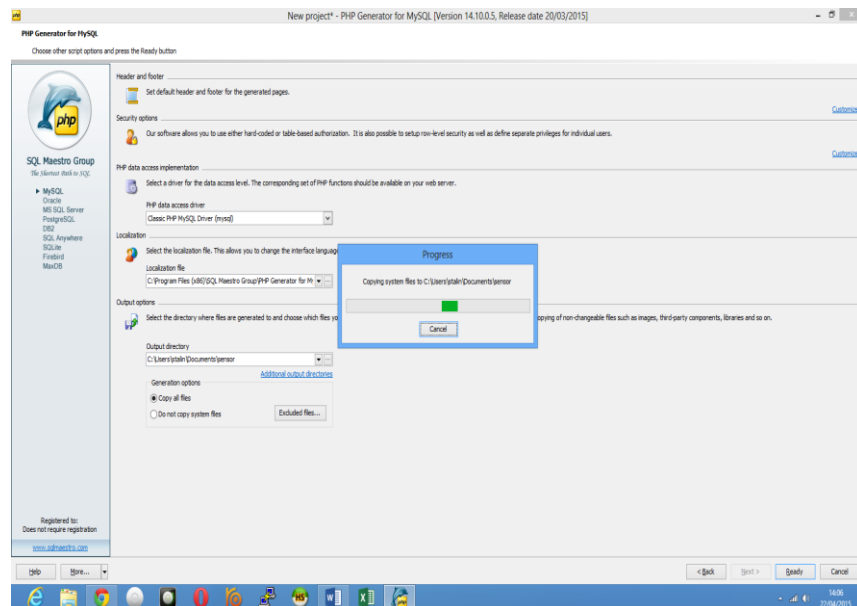 New project* - PHP Generator for MySQL [Version 14.10.0.5, Release date 20/03/2015]
PHP Generator for MySQL
Choose other script options and press the Ready button
Header and footer
Set default header and footer for the generated pages.
Customize
Security options
Our software allows you to use either hard-coded or table-based authorization. It is also possible to setup row-level security as well as define separate privileges for individual users.
Customize
php
SQL Maestro Group
The Shortest Path to SQL
MySQL
Oracle
MS SQL Server
PostgreSQL
DB2
SQL Anywhere
SQLite
Firebird
MaxDB
PHP data access implementation
Select a driver for the data access level. The corresponding set of PHP functions should be available on your web server.
PHP data access driver
Classic PHP MySQL Driver (mysql)
Localization
Select the localization file. This allows you to change the interface language
Localization file
C:\Program Files (x86)\SQL Maestro Group\PHP Generator for M
Progress
Copying system files to C:\Users\stalin\Documents\pensor
Cancel
Output options
Select the directory where files are generated to and choose which files yo
opying of non-changeable files such as images, third-party components, libraries and so on.
Output directory
C:\Users\stalin\Documents\pensor
Additional output directories
Generation options
Copy all files
Do not copy system files
Excluded files...
Registered to:
Does not require registration
www.sqlmaestro.com
Help
More...
< Back
Next >
Ready
Cancel
14:06
22/04/2015